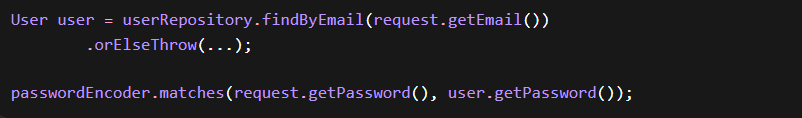 User user = userRepository.findByEmail(request.getEmail())
        .orElseThrow(...);
passwordEncoder.matches(request.getPassword(), user.getPassword());